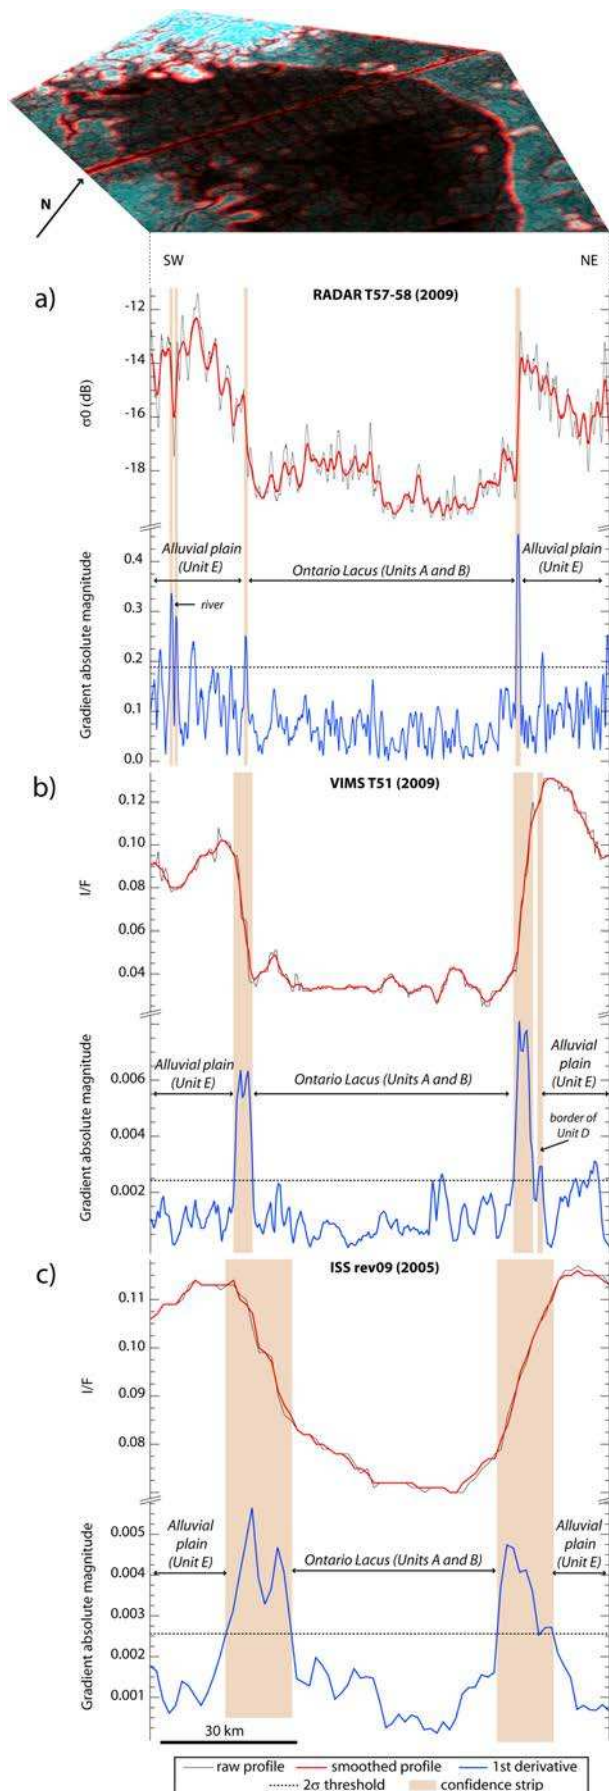 N
SW
NE
a)
RADAR T57-58 (2009)
-12
-14
-16
-18
σ0 (dB)
Alluvial plain
(Unit E)
Ontario Lacus (Units A and B)
Alluvial plain
(Unit E)
river
0.4
0.3
0.2
0.1
0.0
Gradient absolute magnitude
b)
VIMS T51 (2009)
0.12
0.10
0.08
0.06
0.04
I/F
Alluvial plain
(Unit E)
Ontario Lacus (Units A and B)
Alluvial
plain
(Unit E)
border of
Unit D
0.006
0.004
0.002
Gradient absolute magnitude
c)
ISS rev09 (2005)
0.11
0.10
0.09
0.08
I/F
Alluvial
plain
(Unit E)
Ontario Lacus (Units A and B)
Alluvial
plain
(Unit E)
0.005
0.004
0.003
0.002
0.001
Gradient absolute magnitude
30 km
raw profile
smoothed profile
1st derivative
2σ threshold
confidence strip